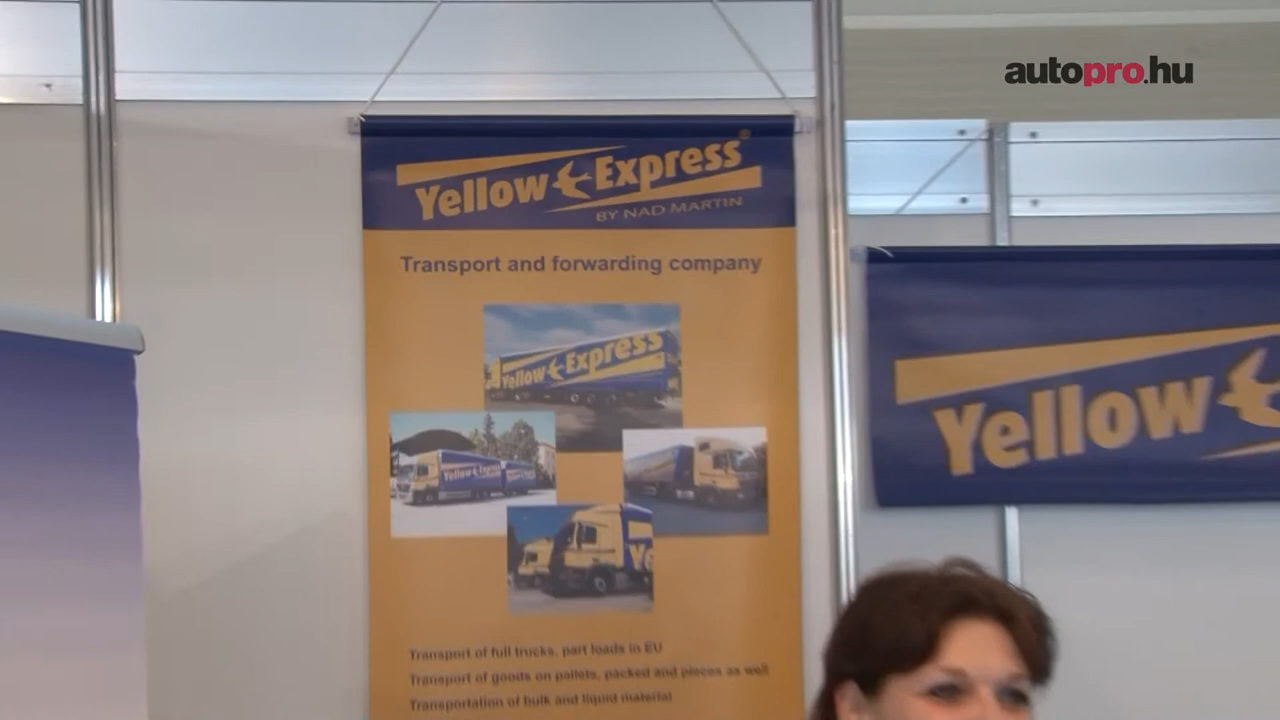 autopro.hu
Yellow Express®
BY NAD MARTIN
Transport and forwarding company
Yellow Express
Yellow Express
Ye
Transport of full trucks, part loads in EU
Transport of goods on pallets, packed and pieces as well
Transportation of bulk and liquid material
Yellow